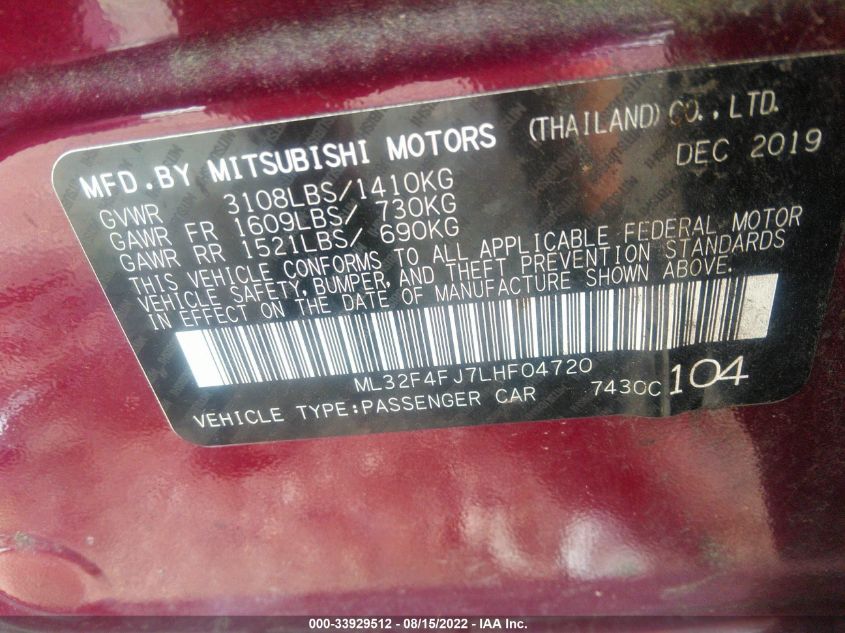 MFD.BY MITSUBISHI MOTORS (THAILAND) CO., LTD.
DEC 2019
GVWR 3108LBS/1410KG
GAWR FR 1609LBS/ 730KG
GAWR RR 1521LBS/ 690KG
THIS VEHICLE CONFORMS TO ALL APPLICABLE FEDERAL MOTOR
VEHICLE SAFETY, BUMPER, AND THEFT PREVENTION STANDARDS
IN EFFECT ON THE DATE OF MANUFACTURE SHOWN ABOVE.
ML32F4FJ7LHF04720
VEHICLE TYPE:PASSENGER CAR 7430C 104
000-33929512 - 08/15/2022 - IAA Inc.